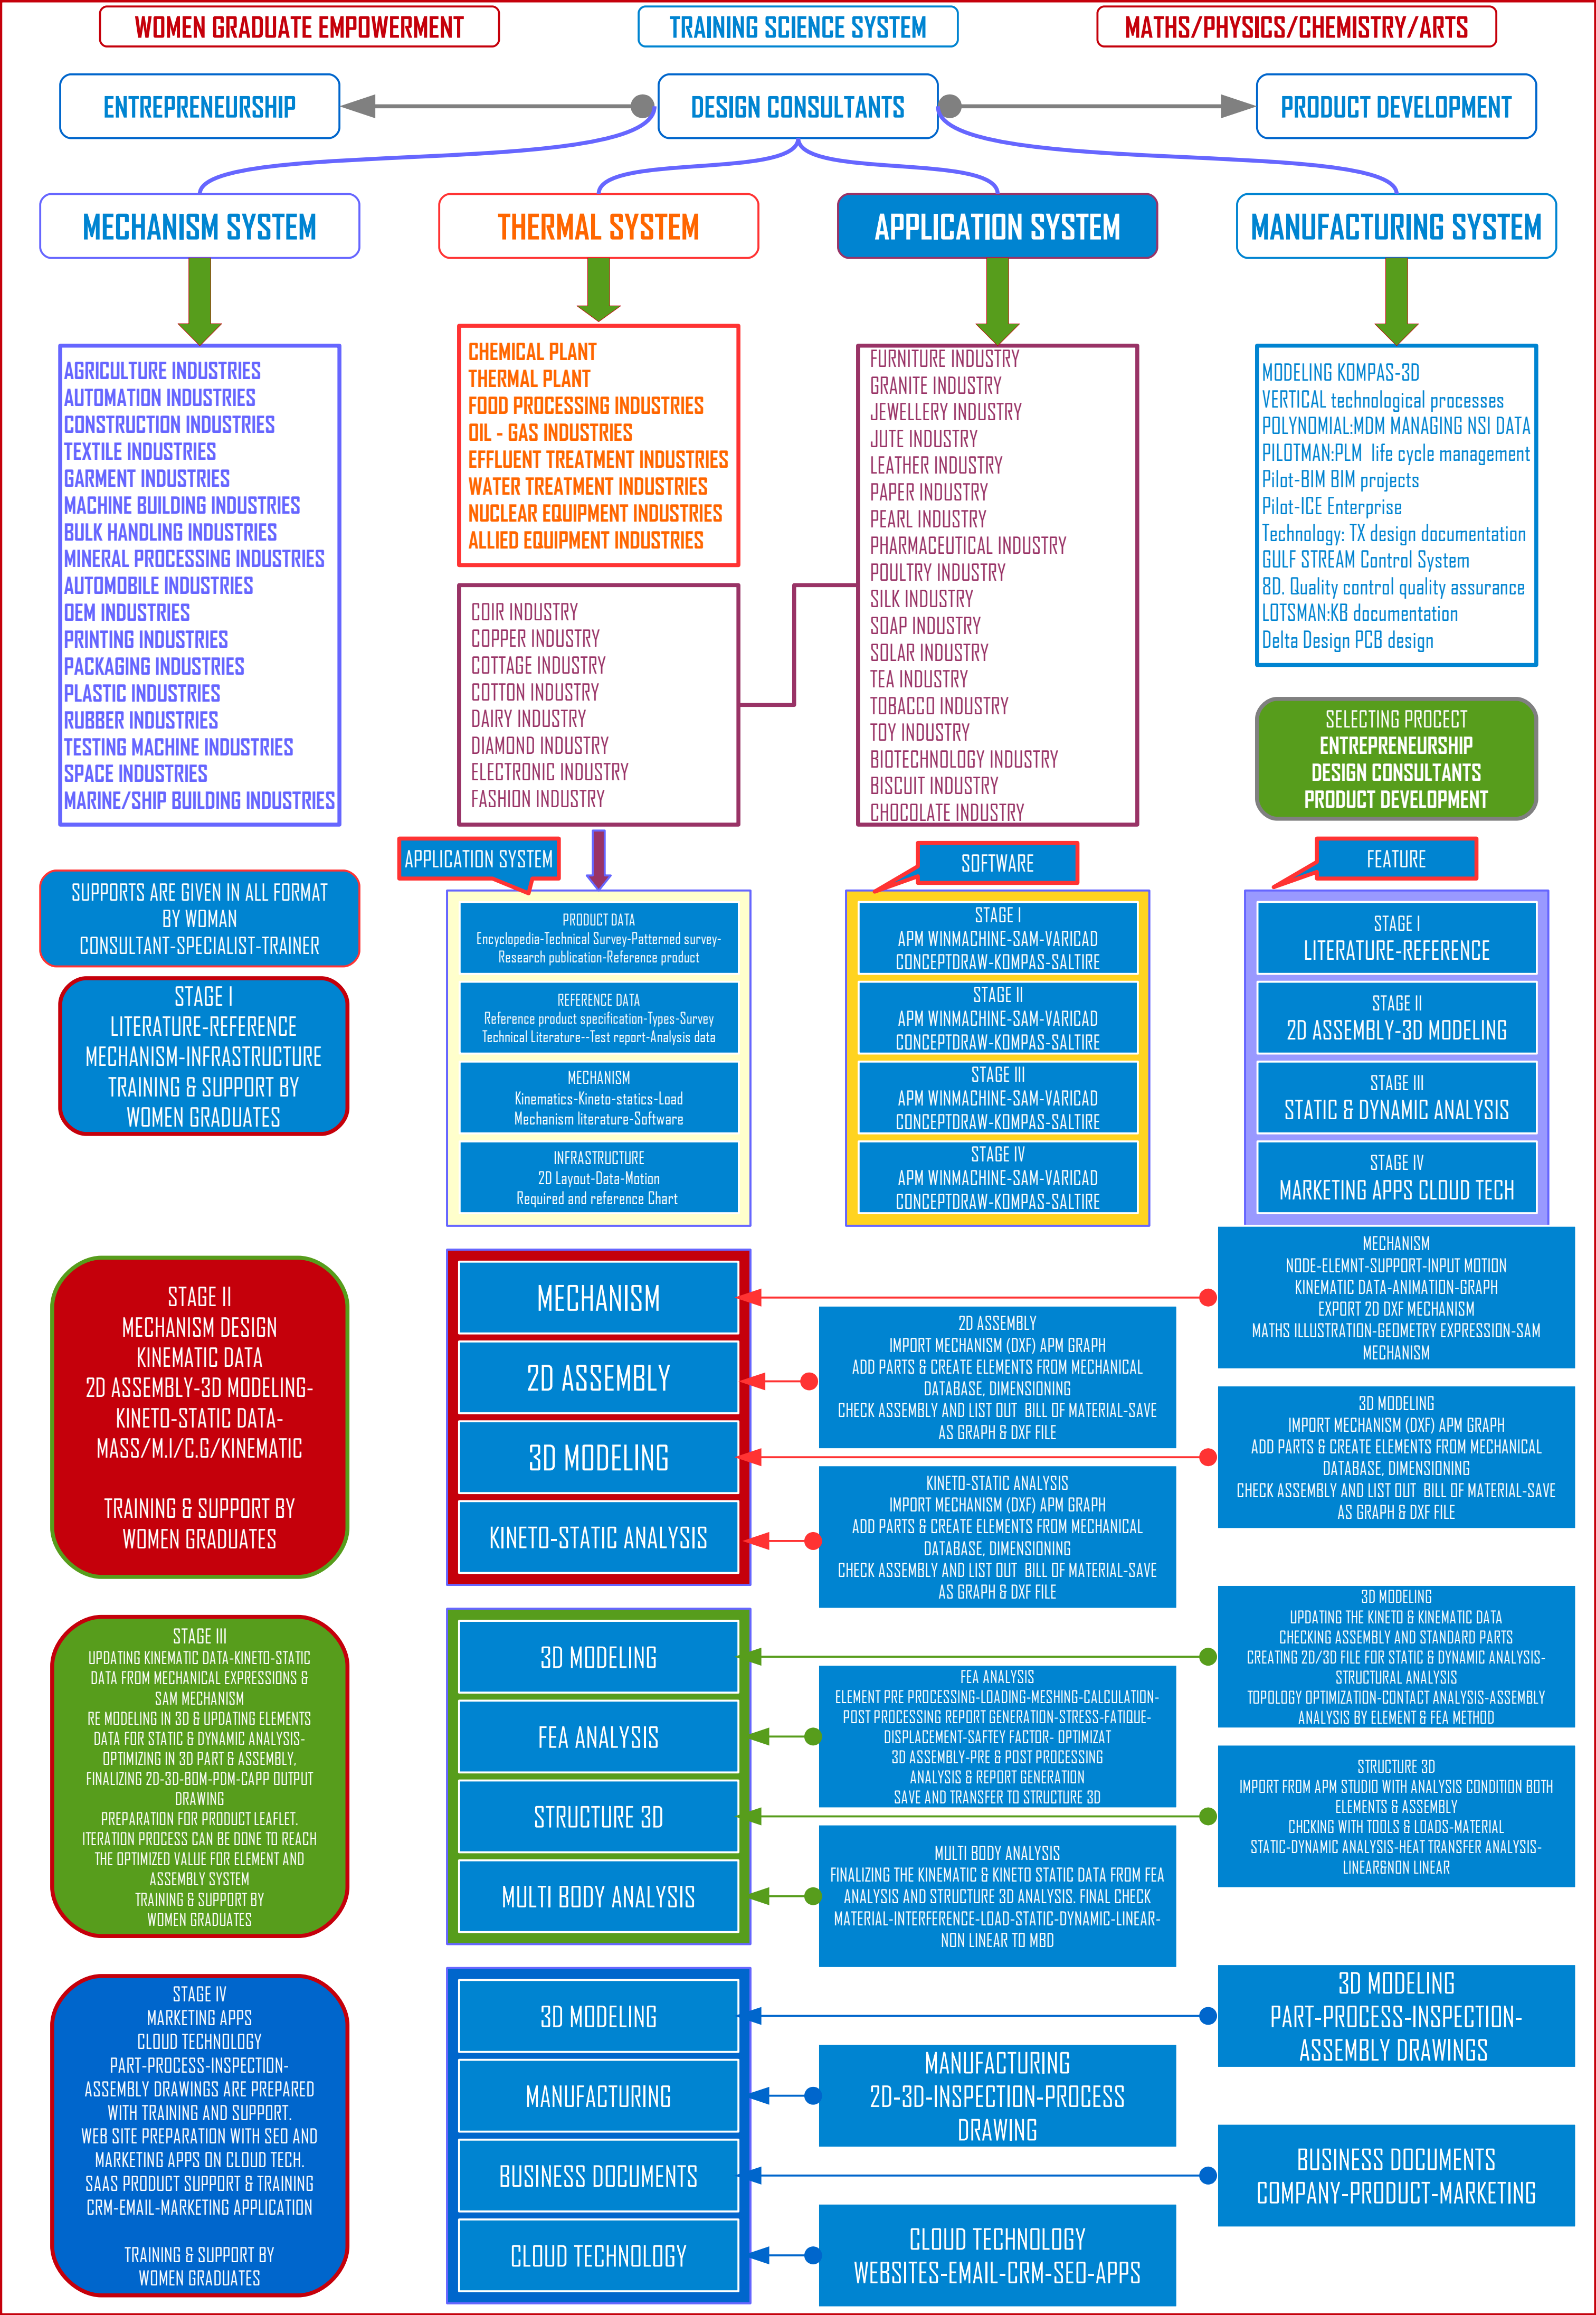 WOMEN GRADUATE EMPOWERMENT
TRAINING SCIENCE SYSTEM
MATHS/PHYSICS/CHEMISTRY/ARTS
ENTREPRENEURSHIP
DESIGN CONSULTANTS
PRODUCT DEVELOPMENT
MECHANISM SYSTEM
THERMAL SYSTEM
APPLICATION SYSTEM
MANUFACTURING SYSTEM
AGRICULTURE INDUSTRIES
AUTOMATION INDUSTRIES
CONSTRUCTION INDUSTRIES
TEXTILE INDUSTRIES
GARMENT INDUSTRIES
MACHINE BUILDING INDUSTRIES
BULK HANDLING INDUSTRIES
MINERAL PROCESSING INDUSTRIES
AUTOMOBILE INDUSTRIES
OEM INDUSTRIES
PRINTING INDUSTRIES
PACKAGING INDUSTRIES
PLASTIC INDUSTRIES
RUBBER INDUSTRIES
TESTING MACHINE INDUSTRIES
SPACE INDUSTRIES
MARINE/SHIP BUILDING INDUSTRIES
CHEMICAL PLANT
THERMAL PLANT
FOOD PROCESSING INDUSTRIES
OIL - GAS INDUSTRIES
EFFLUENT TREATMENT INDUSTRIES
WATER TREATMENT INDUSTRIES
NUCLEAR EQUIPMENT INDUSTRIES
ALLIED EQUIPMENT INDUSTRIES
COIR INDUSTRY
COPPER INDUSTRY
COTTAGE INDUSTRY
COTTON INDUSTRY
DAIRY INDUSTRY
DIAMOND INDUSTRY
ELECTRONIC INDUSTRY
FASHION INDUSTRY
FURNITURE INDUSTRY
GRANITE INDUSTRY
JEWELLERY INDUSTRY
JUTE INDUSTRY
LEATHER INDUSTRY
PAPER INDUSTRY
PEARL INDUSTRY
PHARMACEUTICAL INDUSTRY
POULTRY INDUSTRY
SILK INDUSTRY
SOAP INDUSTRY
SOLAR INDUSTRY
TEA INDUSTRY
TOBACCO INDUSTRY
TOY INDUSTRY
BIOTECHNOLOGY INDUSTRY
BISCUIT INDUSTRY
CHOCOLATE INDUSTRY
MODELING KOMPAS-3D
VERTICAL technological processes
POLYNOMIAL:MDM MANAGING NSI DATA
PILOTMAN:PLM life cycle management
Pilot-BIM BIM projects
Pilot-ICE Enterprise
Technology: TX design documentation
GULF STREAM Control System
8D. Quality control quality assurance
LOTSMAN:KB documentation
Delta Design PCB design
SELECTING PROCECT
ENTREPRENEURSHIP
DESIGN CONSULTANTS
PRODUCT DEVELOPMENT
APPLICATION SYSTEM
SOFTWARE
FEATURE
SUPPORTS ARE GIVEN IN ALL FORMAT
BY WOMAN
CONSULTANT-SPECIALIST-TRAINER
STAGE I
LITERATURE-REFERENCE
MECHANISM-INFRASTRUCTURE
TRAINING & SUPPORT BY
WOMEN GRADUATES
PRODUCT DATA
Encyclopedia-Technical Survey-Patterned survey-
Research publication-Reference product
REFERENCE DATA
Reference product specification-Types-Survey
Technical Literature--Test report-Analysis data
MECHANISM
Kinematics-Kineto-statics-Load
Mechanism literature-Software
INFRASTRUCTURE
2D Layout-Data-Motion
Required and reference Chart
STAGE I
APM WINMACHINE-SAM-VARICAD
CONCEPTDRAW-KOMPAS-SALTIRE
STAGE II
APM WINMACHINE-SAM-VARICAD
CONCEPTDRAW-KOMPAS-SALTIRE
STAGE III
APM WINMACHINE-SAM-VARICAD
CONCEPTDRAW-KOMPAS-SALTIRE
STAGE IV
APM WINMACHINE-SAM-VARICAD
CONCEPTDRAW-KOMPAS-SALTIRE
STAGE I
LITERATURE-REFERENCE
STAGE II
2D ASSEMBLY-3D MODELING
STAGE III
STATIC & DYNAMIC ANALYSIS
STAGE IV
MARKETING APPS CLOUD TECH
STAGE II
MECHANISM DESIGN
KINEMATIC DATA
2D ASSEMBLY-3D MODELING-
KINETO-STATIC DATA-
MASS/M.I/C.G/KINEMATIC
TRAINING & SUPPORT BY
WOMEN GRADUATES
MECHANISM
2D ASSEMBLY
3D MODELING
KINETO-STATIC ANALYSIS
MECHANISM
NODE-ELEMNT-SUPPORT-INPUT MOTION
KINEMATIC DATA-ANIMATION-GRAPH
EXPORT 2D DXF MECHANISM
MATHS ILLUSTRATION-GEOMETRY EXPRESSION-SAM
MECHANISM
2D ASSEMBLY
IMPORT MECHANISM (DXF) APM GRAPH
ADD PARTS & CREATE ELEMENTS FROM MECHANICAL
DATABASE, DIMENSIONING
CHECK ASSEMBLY AND LIST OUT BILL OF MATERIAL-SAVE
AS GRAPH & DXF FILE
3D MODELING
IMPORT MECHANISM (DXF) APM GRAPH
ADD PARTS & CREATE ELEMENTS FROM MECHANICAL
DATABASE, DIMENSIONING
CHECK ASSEMBLY AND LIST OUT BILL OF MATERIAL-SAVE
AS GRAPH & DXF FILE
KINETO-STATIC ANALYSIS
IMPORT MECHANISM (DXF) APM GRAPH
ADD PARTS & CREATE ELEMENTS FROM MECHANICAL
DATABASE, DIMENSIONING
CHECK ASSEMBLY AND LIST OUT BILL OF MATERIAL-SAVE
AS GRAPH & DXF FILE
STAGE III
UPDATING KINEMATIC DATA-KINETO-STATIC
DATA FROM MECHANICAL EXPRESSIONS &
SAM MECHANISM
RE MODELING IN 3D & UPDATING ELEMENTS
DATA FOR STATIC & DYNAMIC ANALYSIS-
OPTIMIZING IN 3D PART & ASSEMBLY.
FINALIZING 2D-3D-BOM-PDM-CAPP OUTPUT
DRAWING
PREPARATION FOR PRODUCT LEAFLET.
ITERATION PROCESS CAN BE DONE TO REACH
THE OPTIMIZED VALUE FOR ELEMENT AND
ASSEMBLY SYSTEM
TRAINING & SUPPORT BY
WOMEN GRADUATES
3D MODELING
FEA ANALYSIS
STRUCTURE 3D
MULTI BODY ANALYSIS
3D MODELING
UPDATING THE KINETO & KINEMATIC DATA
CHECKING ASSEMBLY AND STANDARD PARTS
CREATING 2D/3D FILE FOR STATIC & DYNAMIC ANALYSIS-
STRUCTURAL ANALYSIS
TOPOLOGY OPTIMIZATION-CONTACT ANALYSIS-ASSEMBLY
ANALYSIS BY ELEMENT & FEA METHOD
FEA ANALYSIS
ELEMENT PRE PROCESSING-LOADING-MESHING-CALCULATION-
POST PROCESSING REPORT GENERATION-STRESS-FATIQUE-
DISPLACEMENT-SAFTEY FACTOR- OPTIMIZAT
3D ASSEMBLY-PRE & POST PROCESSING
ANALYSIS & REPORT GENERATION
SAVE AND TRANSFER TO STRUCTURE 3D
STRUCTURE 3D
IMPORT FROM APM STUDIO WITH ANALYSIS CONDITION BOTH
ELEMENTS & ASSEMBLY
CHCKING WITH TOOLS & LOADS-MATERIAL
STATIC-DYNAMIC ANALYSIS-HEAT TRANSFER ANALYSIS-
LINEAR&NON LINEAR
MULTI BODY ANALYSIS
FINALIZING THE KINEMATIC & KINETO STATIC DATA FROM FEA
ANALYSIS AND STRUCTURE 3D ANALYSIS. FINAL CHECK
MATERIAL-INTERFERENCE-LOAD-STATIC-DYNAMIC-LINEAR-
NON LINEAR TO MBD
STAGE IV
MARKETING APPS
CLOUD TECHNOLOGY
PART-PROCESS-INSPECTION-
ASSEMBLY DRAWINGS ARE PREPARED
WITH TRAINING AND SUPPORT.
WEB SITE PREPARATION WITH SEO AND
MARKETING APPS ON CLOUD TECH.
SAAS PRODUCT SUPPORT & TRAINING
CRM-EMAIL-MARKETING APPLICATION
TRAINING & SUPPORT BY
WOMEN GRADUATES
3D MODELING
MANUFACTURING
BUSINESS DOCUMENTS
CLOUD TECHNOLOGY
3D MODELING
PART-PROCESS-INSPECTION-
ASSEMBLY DRAWINGS
MANUFACTURING
2D-3D-INSPECTION-PROCESS
DRAWING
BUSINESS DOCUMENTS
COMPANY-PRODUCT-MARKETING
CLOUD TECHNOLOGY
WEBSITES-EMAIL-CRM-SEO-APPS